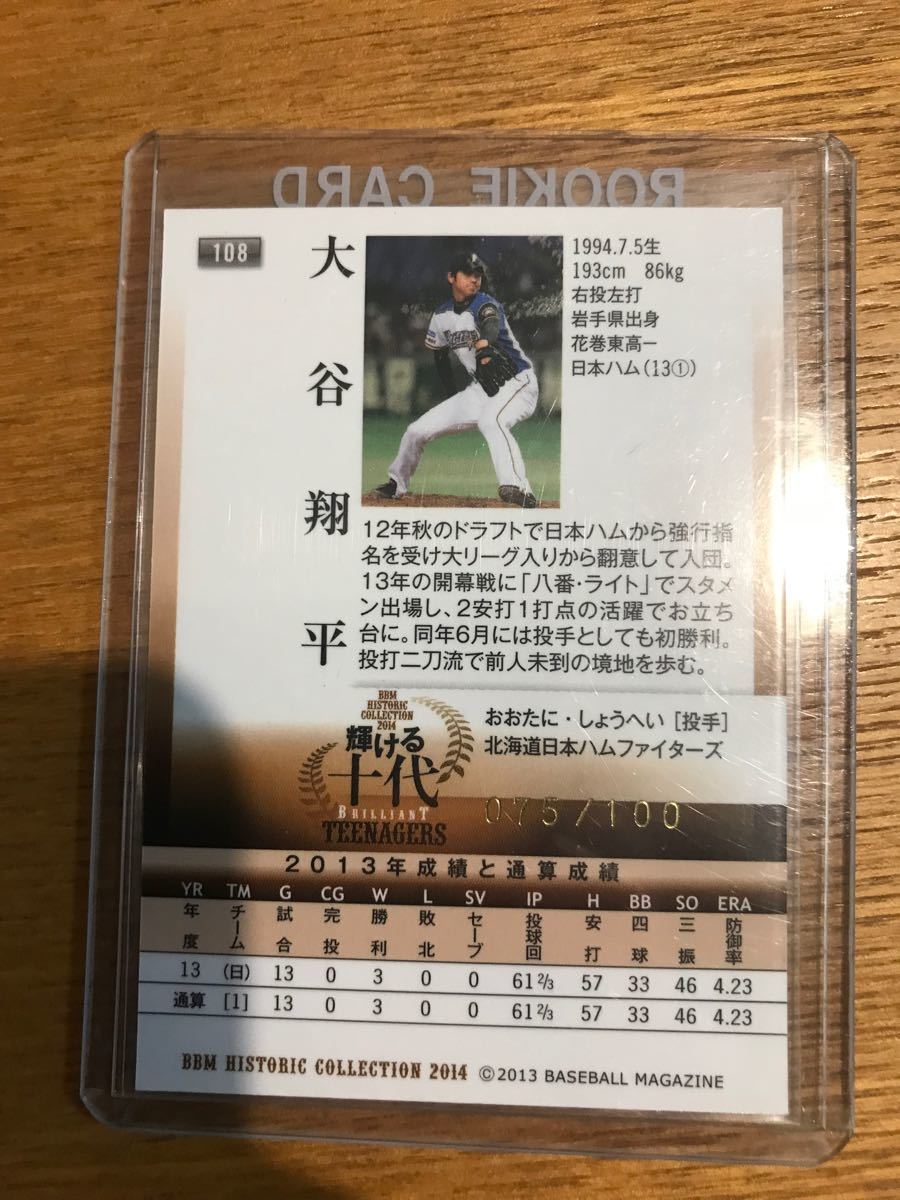 ROOKIE CARD
108
大谷翔平
1994.7.5生
193cm 86kg
右投左打
岩手県出身
花巻東高ー
日本ハム(13①)
12年秋のドラフトで日本ハムから強行指
名を受け大リーグ入りから翻意して入団。
13年の開幕戦に「八番・ライト」でスタメ
ン出場し、2安打1打点の活躍でお立ち
台に。同年6月には投手としても初勝利。
投打二刀流で前人未到の境地を歩む。
BBM
HISTORIC
COLLECTION
2014
輝ける
十代
BRILLIANT
TEENAGERS
おおたに・しょうへい [投手]
北海道日本ハムファイターズ
075/100
2013年成績と通算成績
YR TM G CG W L SV IP H BB SO ERA
年度 チーム 試合 完投 勝利 敗北 セーブ 投球回 安打 四球 三振 防御率
13 (日) 13 0 3 0 0 61 2/3 57 33 46 4.23
通算 [1] 13 0 3 0 0 61 2/3 57 33 46 4.23
BBM HISTORIC COLLECTION 2014 ©2013 BASEBALL MAGAZINE